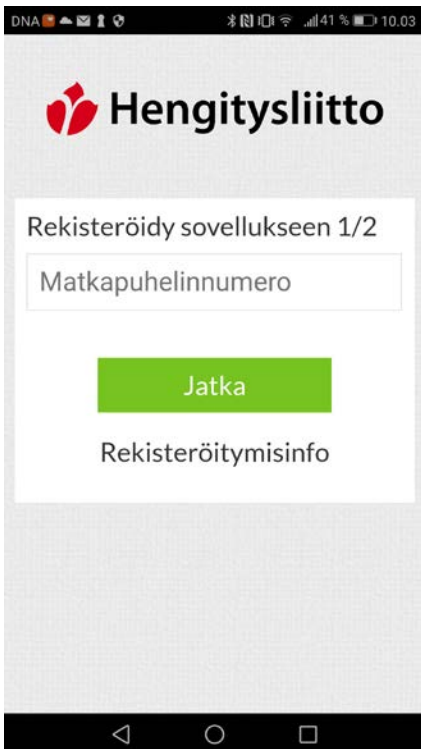 DNA 41 % 10.03
Hengitysliitto
Rekisteröidy sovellukseen 1/2
Matkapuhelinnumero
Jatka
Rekisteröitymisinfo